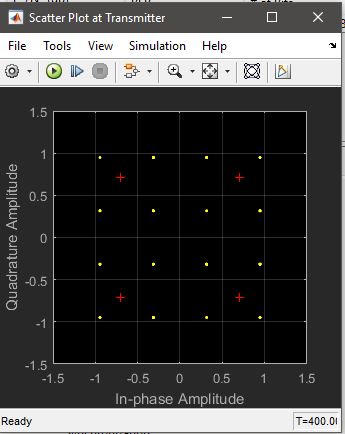 Scatter Plot at Transmitter
File Tools View Simulation Help
1.5
1
0.5
0
-0.5
-1
-1.5
Quadrature Amplitude
-1.5 -1 -0.5 0 0.5 1 1.5
In-phase Amplitude
Ready T=400.00